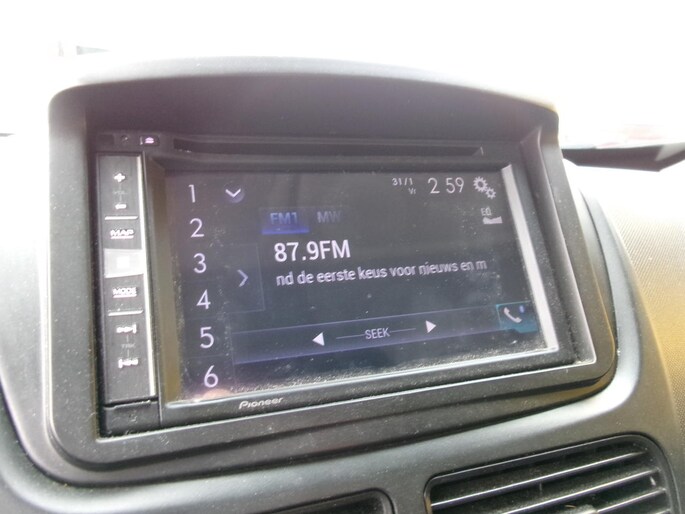 31/1
Vr
2 59
1
2
3
4
5
6
FM1 MW
87.9FM
nd de eerste keus voor nieuws en m
SEEK
MAP
MODE
Pioneer